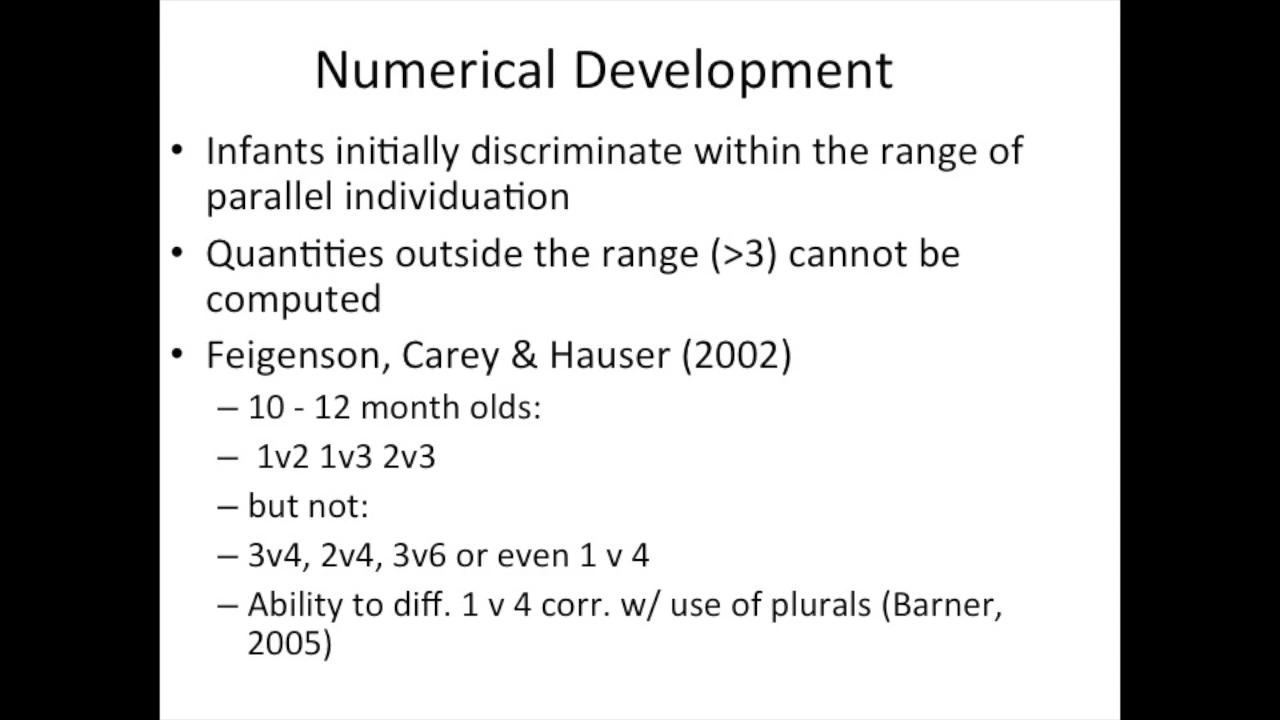 Numerical Development
• Infants initially discriminate within the range of
parallel individuation
• Quantities outside the range (>3) cannot be
computed
• Feigenson, Carey & Hauser (2002)
– 10 - 12 month olds:
– 1v2 1v3 2v3
– but not:
– 3v4, 2v4, 3v6 or even 1 v 4
– Ability to diff. 1 v 4 corr. w/ use of plurals (Barner,
2005)